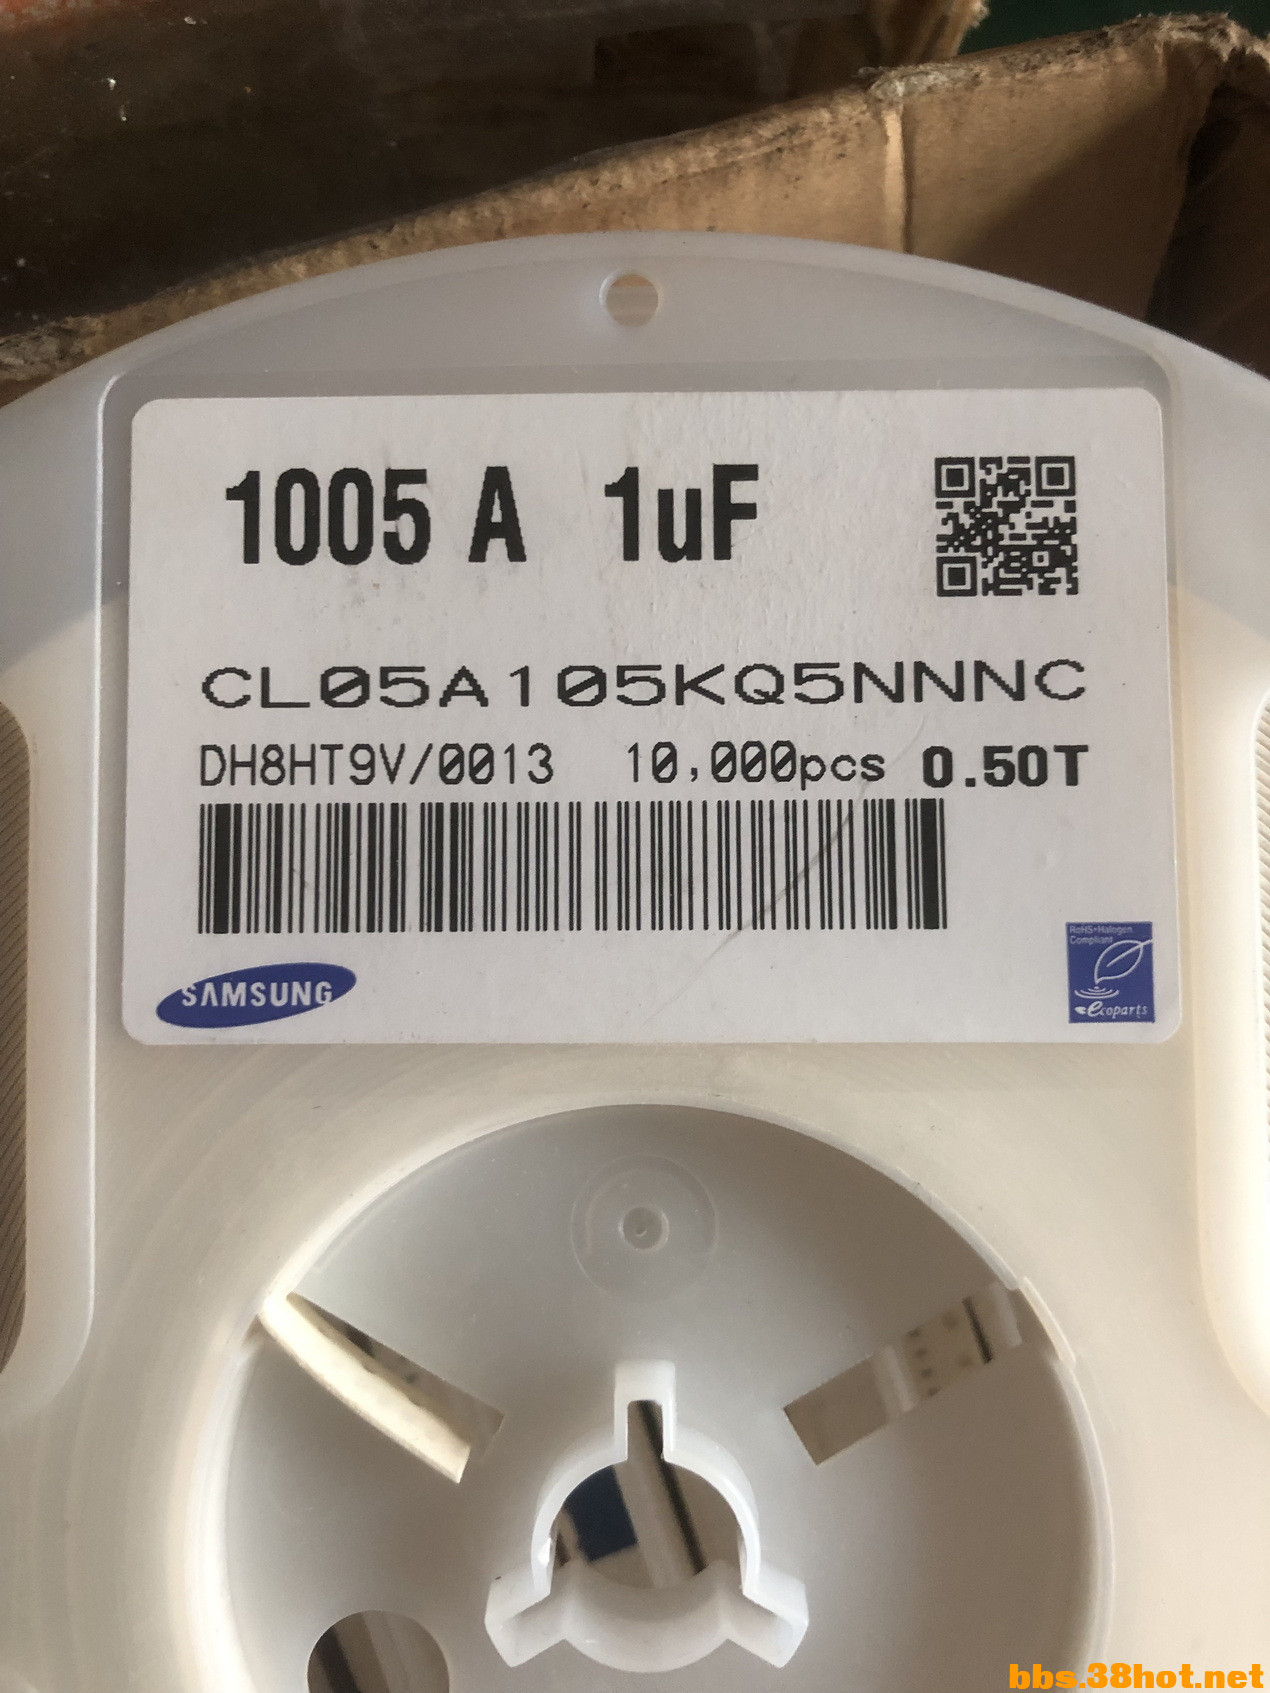 1005 A 1uF
CL05A105KQ5NNNC
DH8HT9V/0013 10,000pcs 0.50T
RoHS+Halogen
Compliant
SAMSUNG
ecoparts
bbs.38hot.net